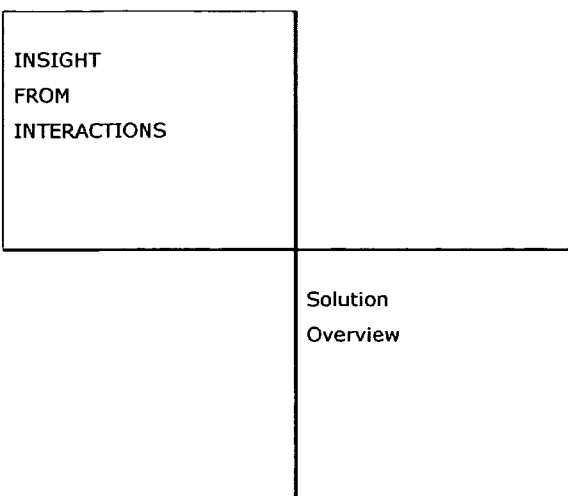 INSIGHT
FROM
INTERACTIONS
Solution
Overview